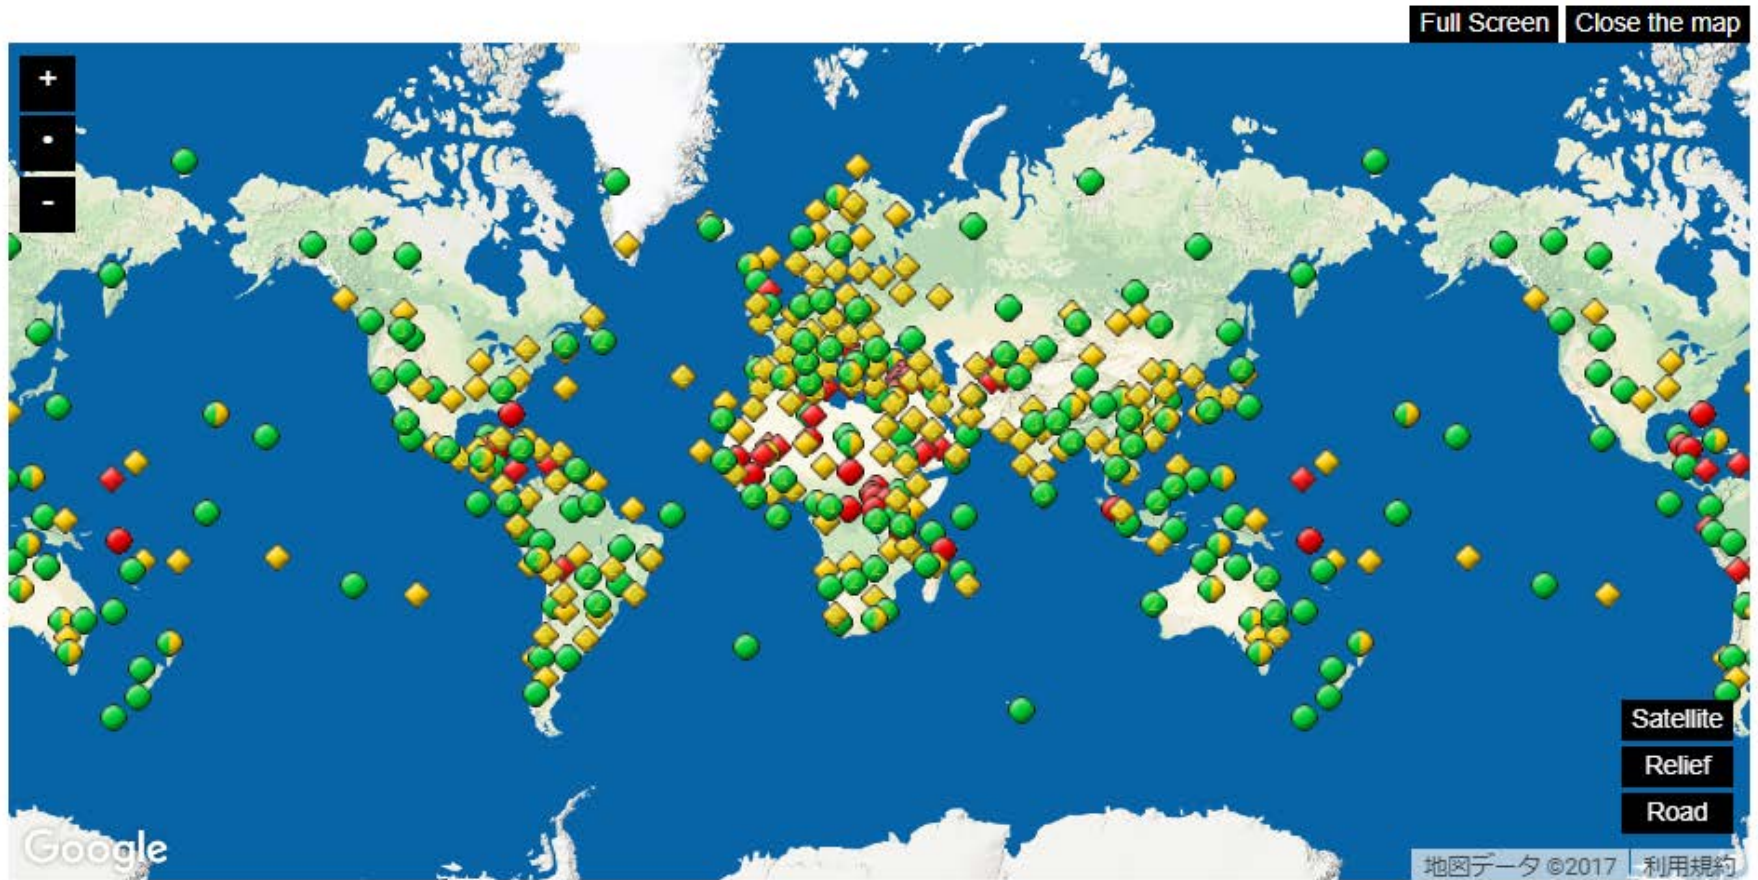 Full Screen
Close the map
+
•
-
Satellite
Relief
Road
Google
地図データ ©2017
利用規約